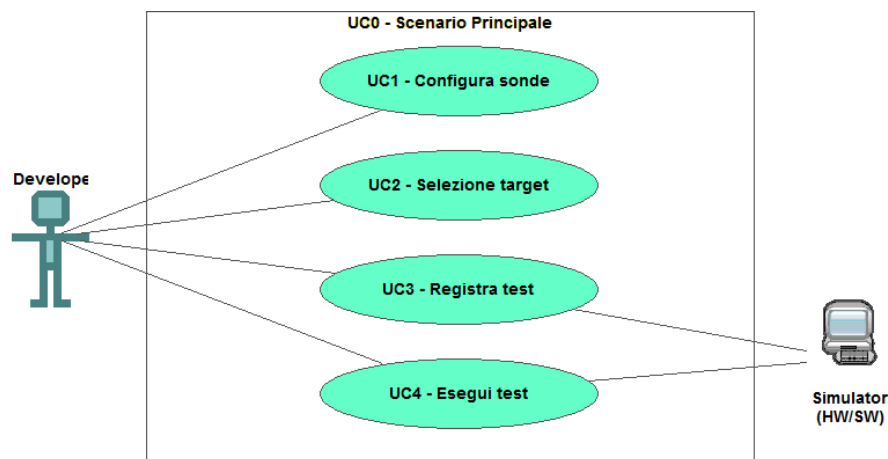 UC0 - Scenario Principale
UC1 - Configura sonde
Develope
UC2 - Selezione target
UC3 - Registra test
UC4 - Esegui test
Simulator
(HW/SW)